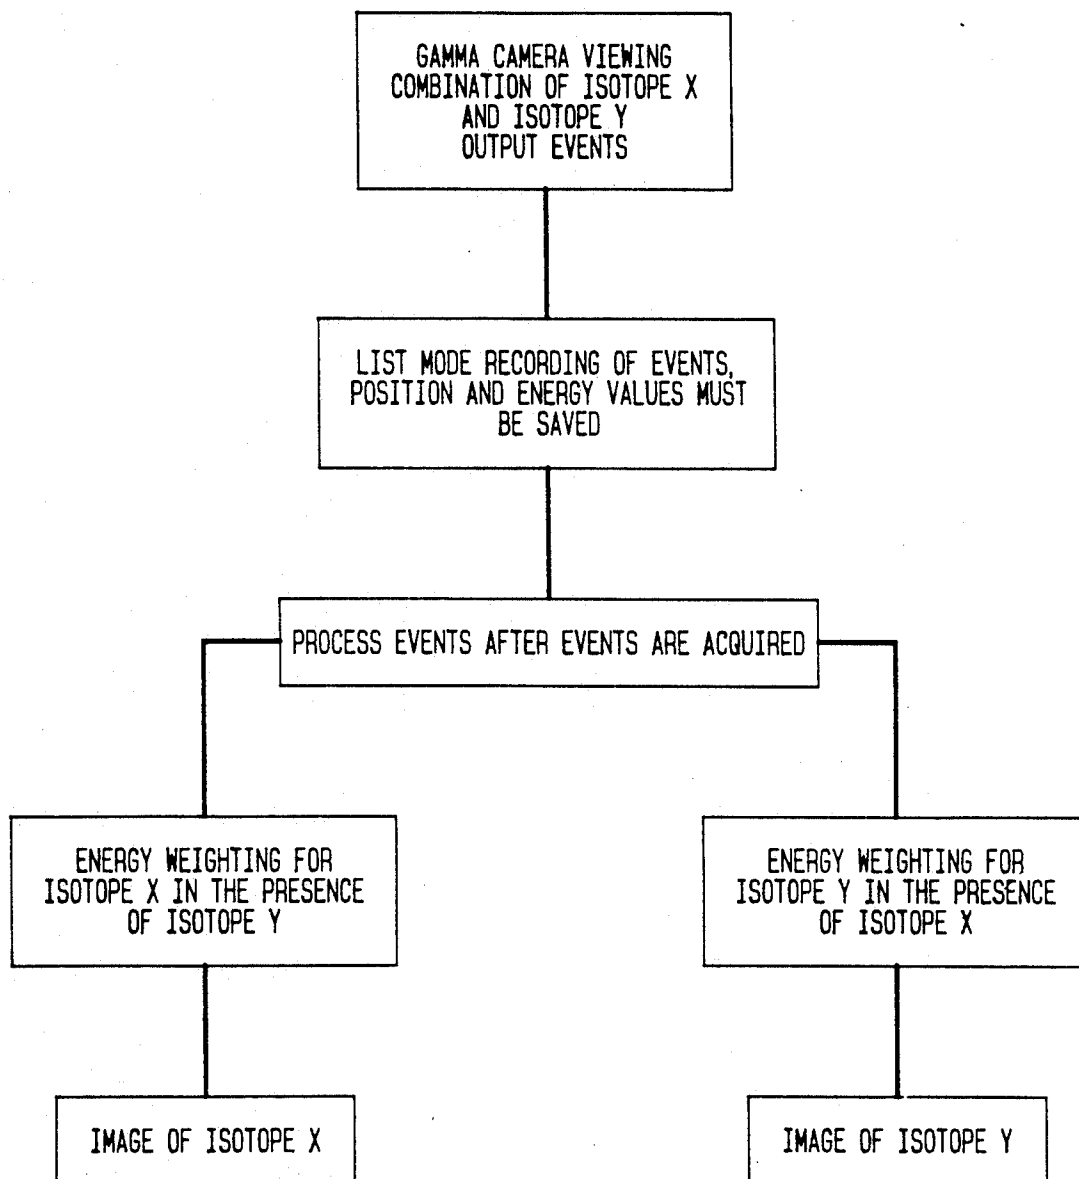 GAMMA CAMERA VIEWING
COMBINATION OF ISOTOPE X
AND ISOTOPE Y
OUTPUT EVENTS
LIST MODE RECORDING OF EVENTS,
POSITION AND ENERGY VALUES MUST
BE SAVED
PROCESS EVENTS AFTER EVENTS ARE ACQUIRED
ENERGY WEIGHTING FOR
ISOTOPE X IN THE PRESENCE
OF ISOTOPE Y
ENERGY WEIGHTING FOR
ISOTOPE Y IN THE PRESENCE
OF ISOTOPE X
IMAGE OF ISOTOPE X
IMAGE OF ISOTOPE Y